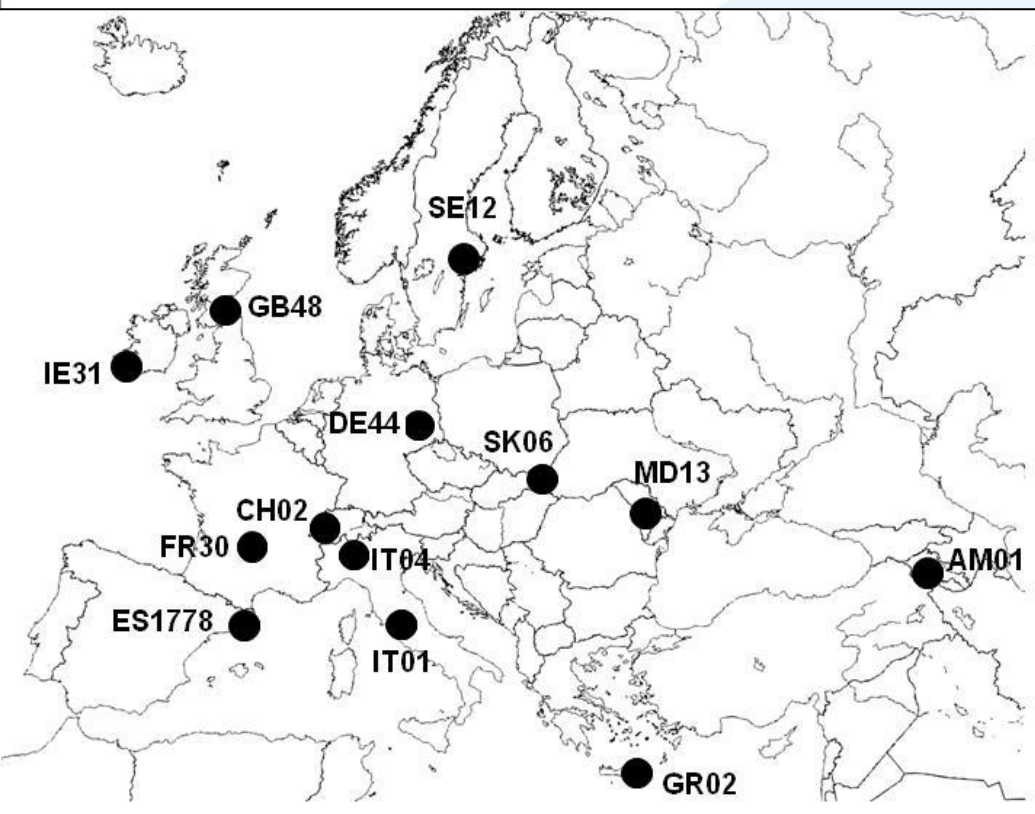 SE12
GB48
IE31
DE44
SK06
MD13
CH02
FR30
IT04
AM01
ES1778
IT01
GR02